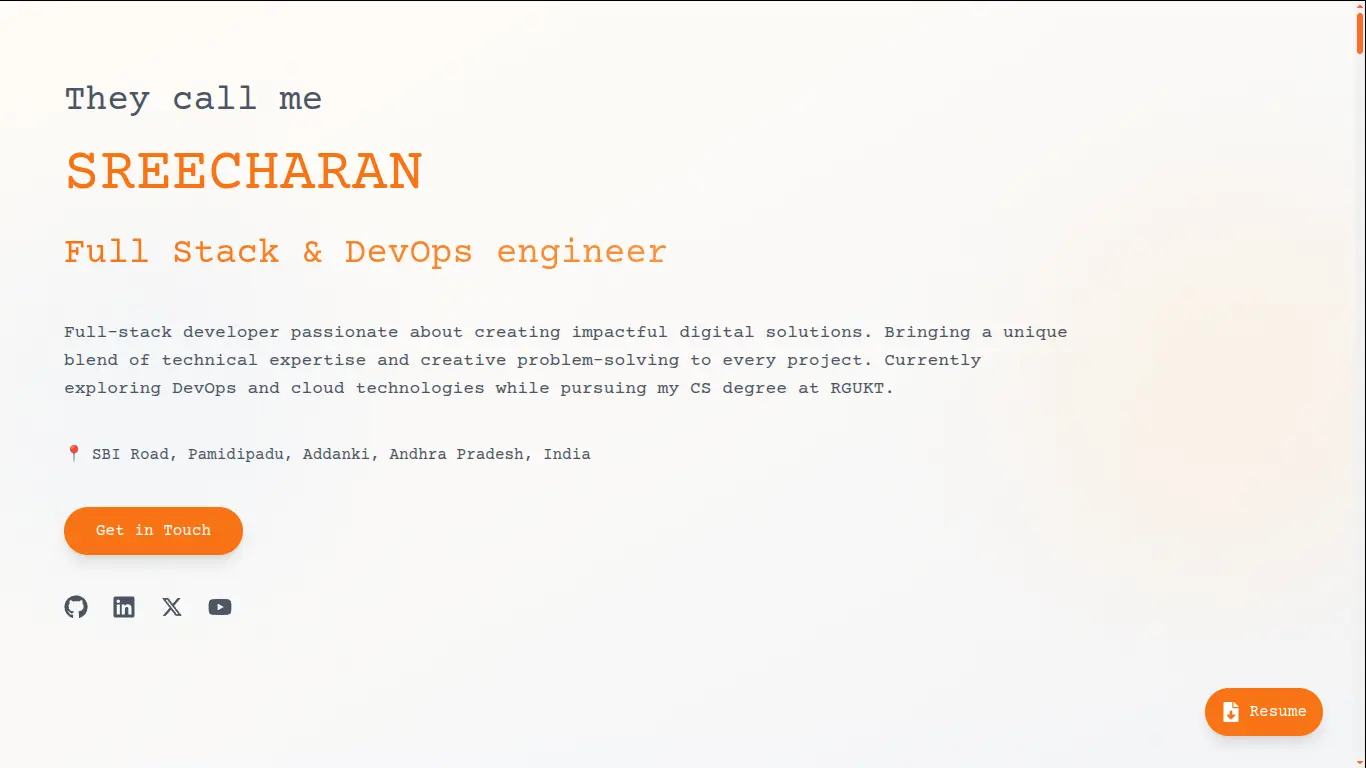 They call me
SREECHARAN
Full Stack & DevOps engineer
Full-stack developer passionate about creating impactful digital solutions. Bringing a unique
blend of technical expertise and creative problem-solving to every project. Currently
exploring DevOps and cloud technologies while pursuing my CS degree at RGUKT.
📍 SBI Road, Pamidipadu, Addanki, Andhra Pradesh, India
Get in Touch
Resume